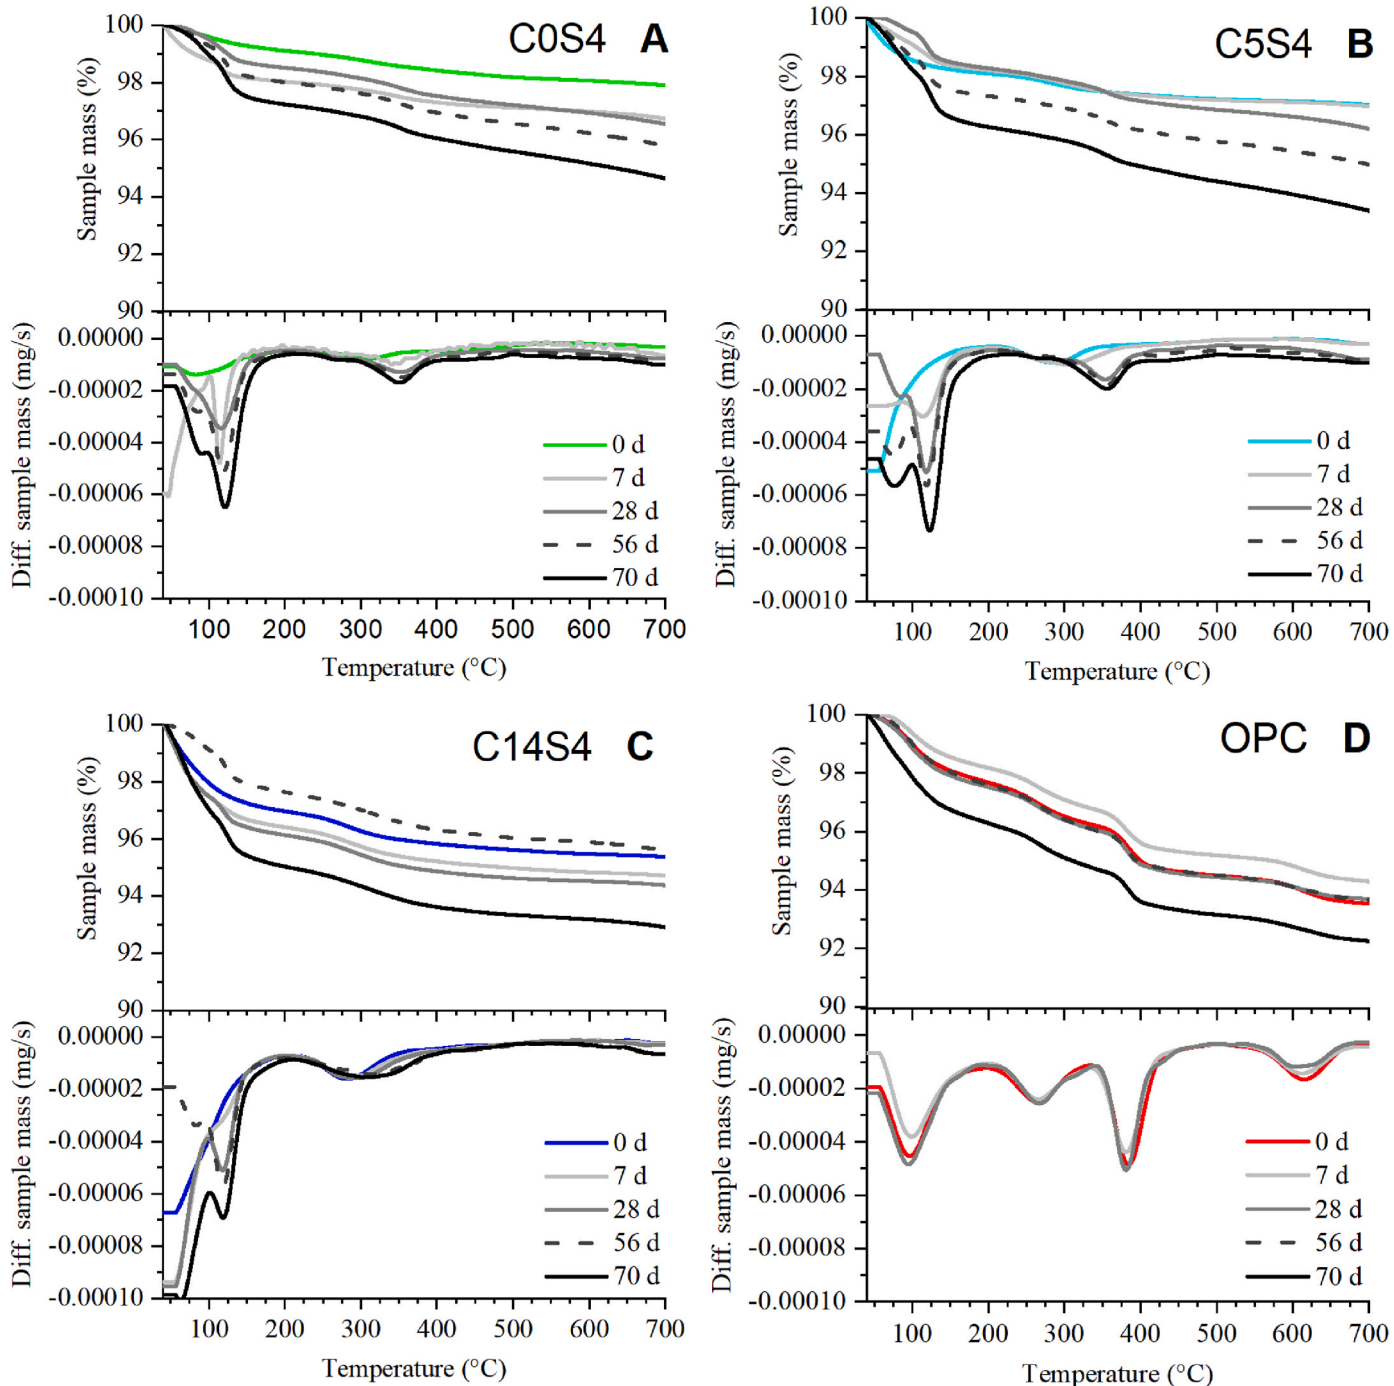 C0S4 A
Sample mass (%)
100
98
96
94
92
90
Diff. sample mass (mg/s)
0.00000
-0.00002
-0.00004
-0.00006
-0.00008
-0.00010
0 d
7 d
28 d
56 d
70 d
100 200 300 400 500 600 700
Temperature (°C)
C5S4 B
Sample mass (%)
100
98
96
94
92
90
Diff. sample mass (mg/s)
0.00000
-0.00002
-0.00004
-0.00006
-0.00008
-0.00010
0 d
7 d
28 d
56 d
70 d
100 200 300 400 500 600 700
Temperature (°C)
C14S4 C
Sample mass (%)
100
98
96
94
92
90
Diff. sample mass (mg/s)
0.00000
-0.00002
-0.00004
-0.00006
-0.00008
-0.00010
0 d
7 d
28 d
56 d
70 d
100 200 300 400 500 600 700
Temperature (°C)
OPC D
Sample mass (%)
100
98
96
94
92
90
Diff. sample mass (mg/s)
0.00000
-0.00002
-0.00004
-0.00006
-0.00008
-0.00010
0 d
7 d
28 d
56 d
70 d
100 200 300 400 500 600 700
Temperature (°C)